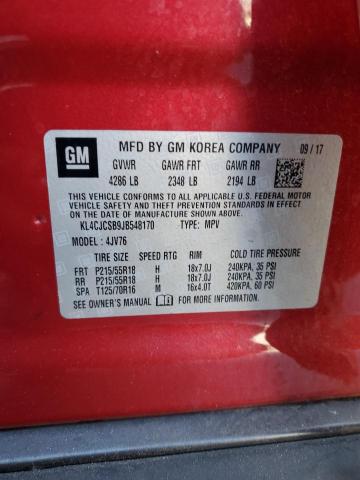 GM
MFD BY GM KOREA COMPANY 09 / 17
GVWR GAWR FRT GAWR RR
4286 LB 2348 LB 2194 LB
THIS VEHICLE CONFORMS TO ALL APPLICABLE U.S. FEDERAL MOTOR
VEHICLE SAFETY AND THEFT PREVENTION STANDARDS IN EFFECT ON
THE DATE OF MANUFACTURE SHOWN ABOVE.
KL4CJCSB9JB548170 TYPE: MPV
MODEL : 4JV76
TIRE SIZE SPEED RTG RIM COLD TIRE PRESSURE
FRT P215/55R18 H 18x7.0J 240KPA, 35 PSI
RR P215/55R18 H 18x7.0J 240KPA, 35 PSI
SPA T125/70R16 M 16x4.0T 420KPA, 60 PSI
SEE OWNER'S MANUAL FOR MORE INFORMATION.